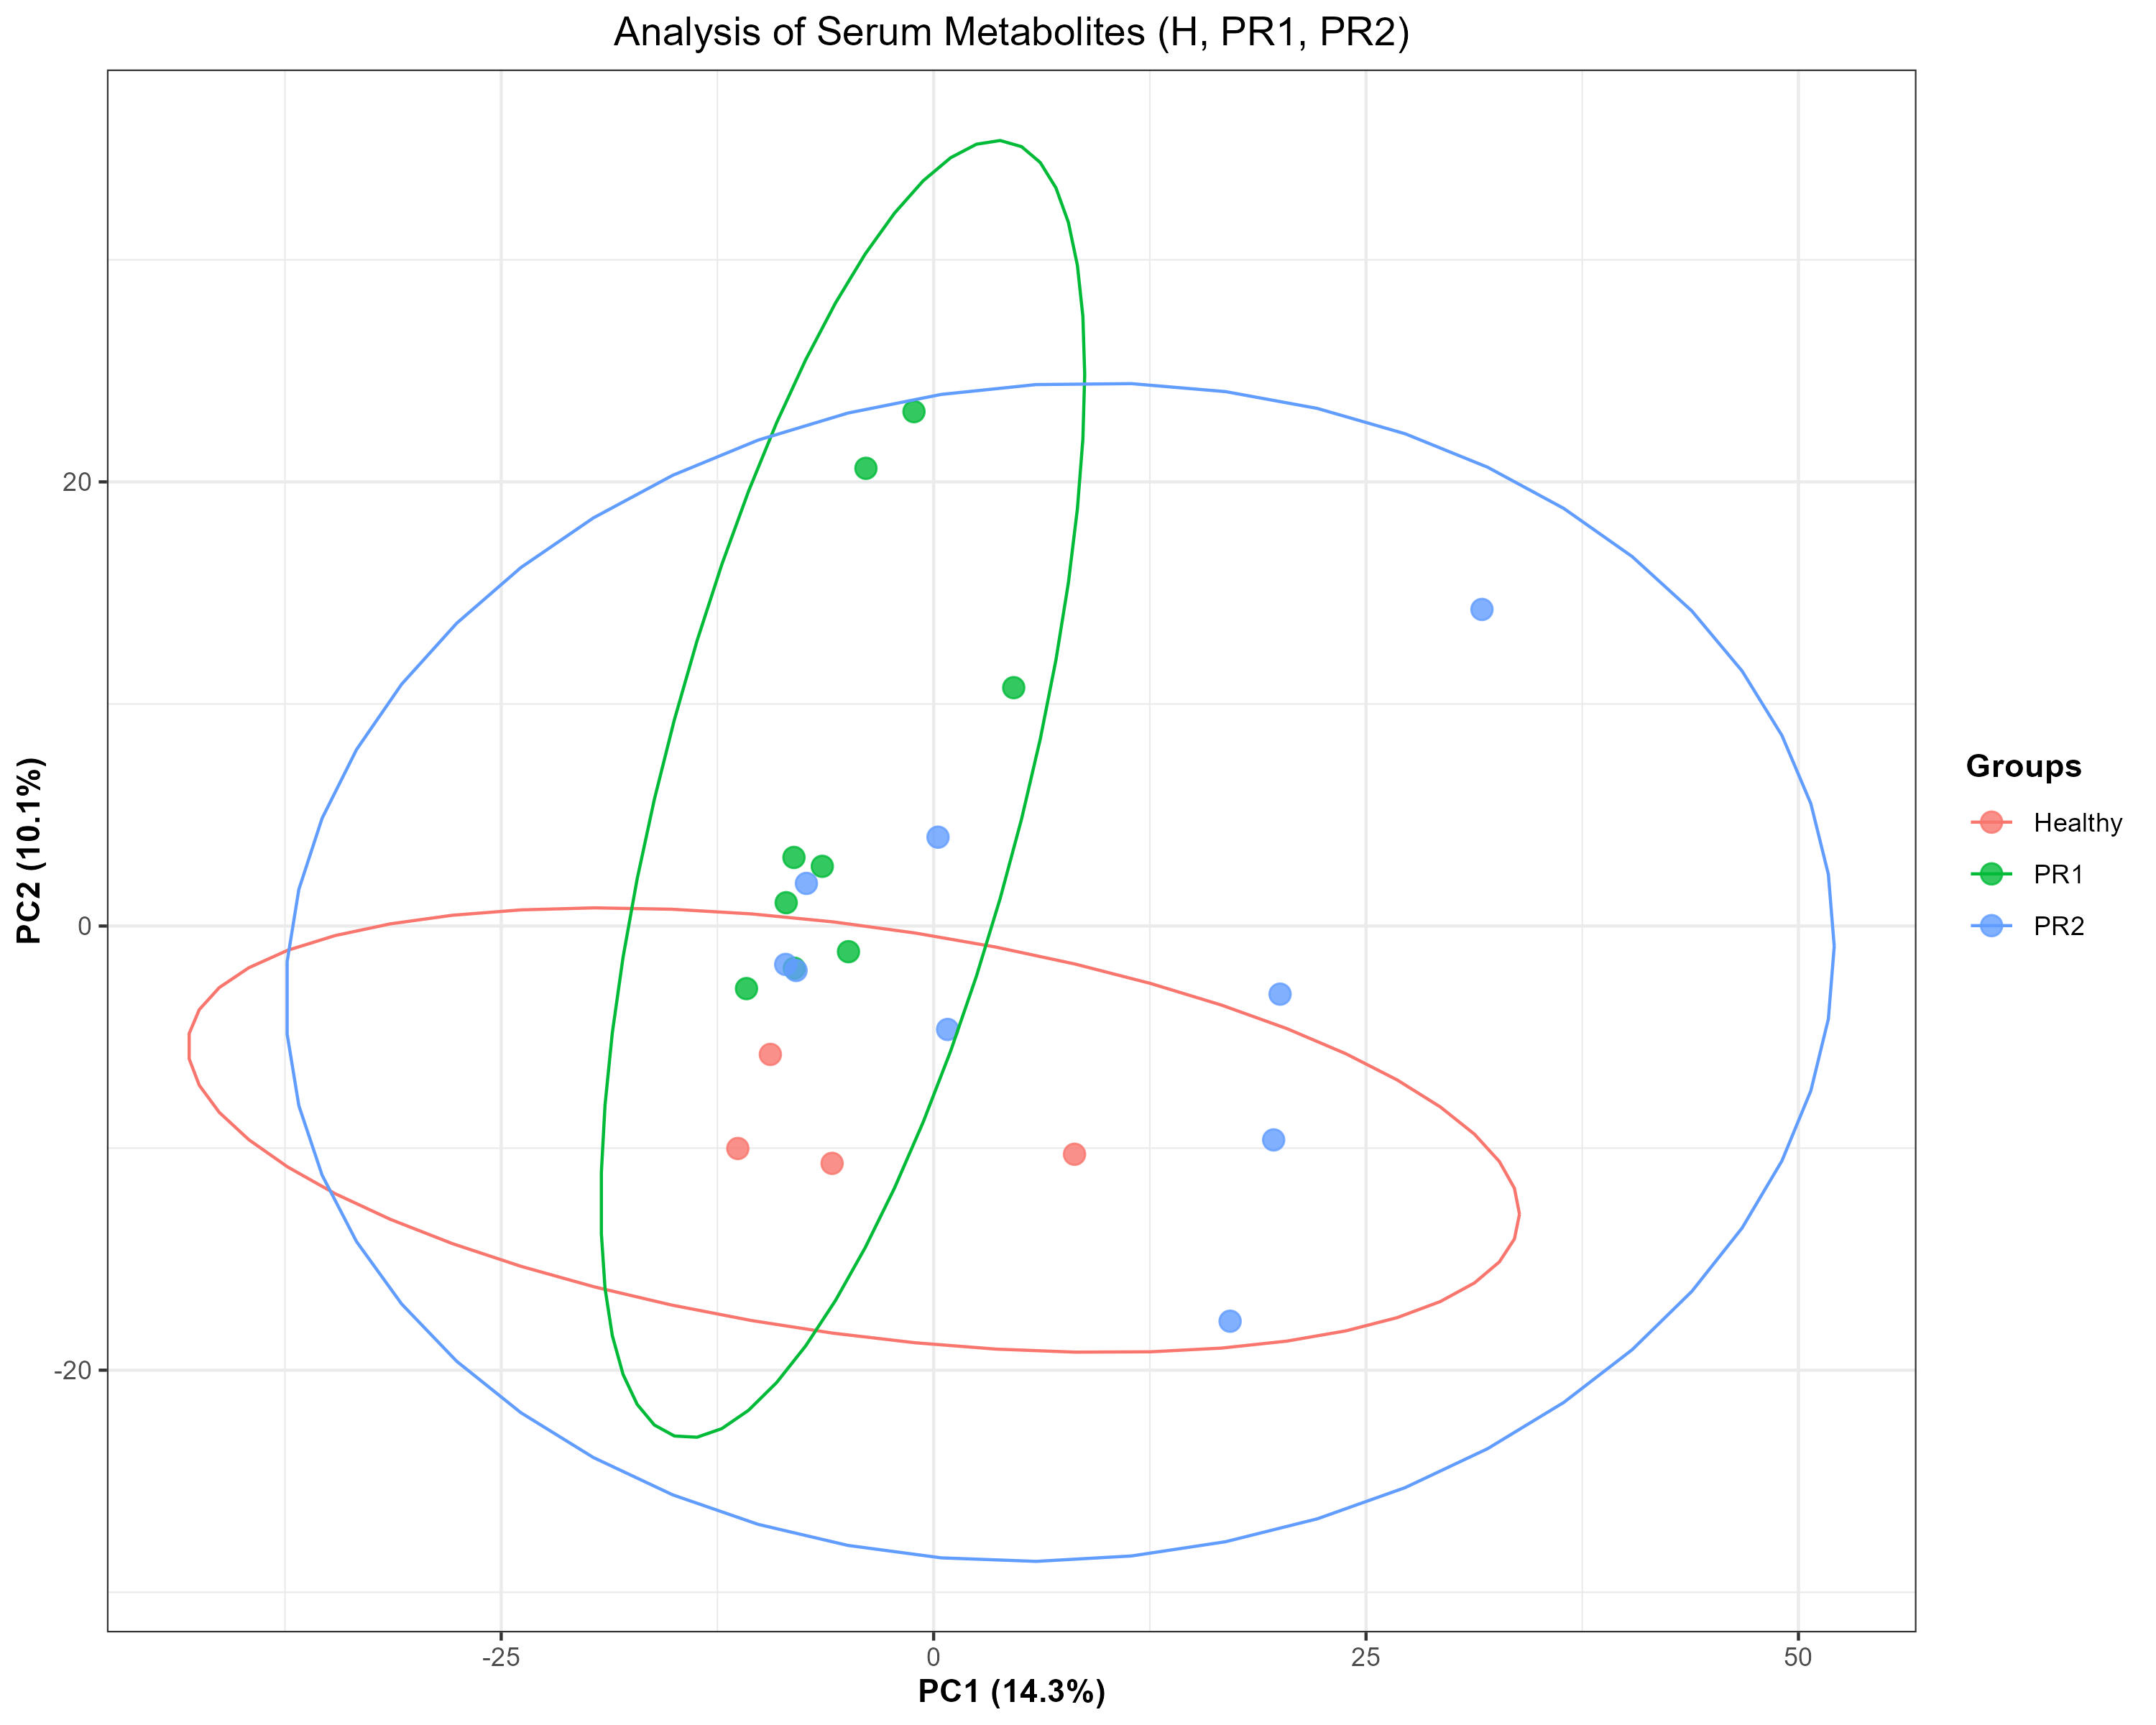 Analysis of Serum Metabolites (H, PR1, PR2)
PC2 (10.1%)
20
0
-20
-25
0
25
50
PC1 (14.3%)
Groups
Healthy
PR1
PR2